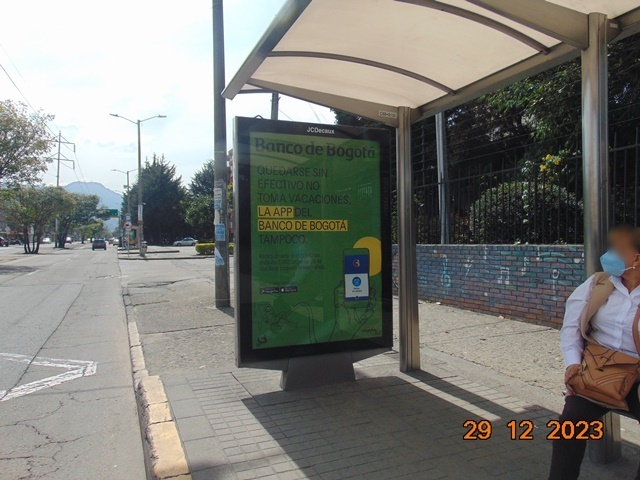 JCDecaux
Banco de Bogotá
QUEDARSE SIN
EFECTIVO NO
TOMA VACACIONES,
LA APP DEL
BANCO DE BOGOTÁ
TAMPOCO.
29 12 2023